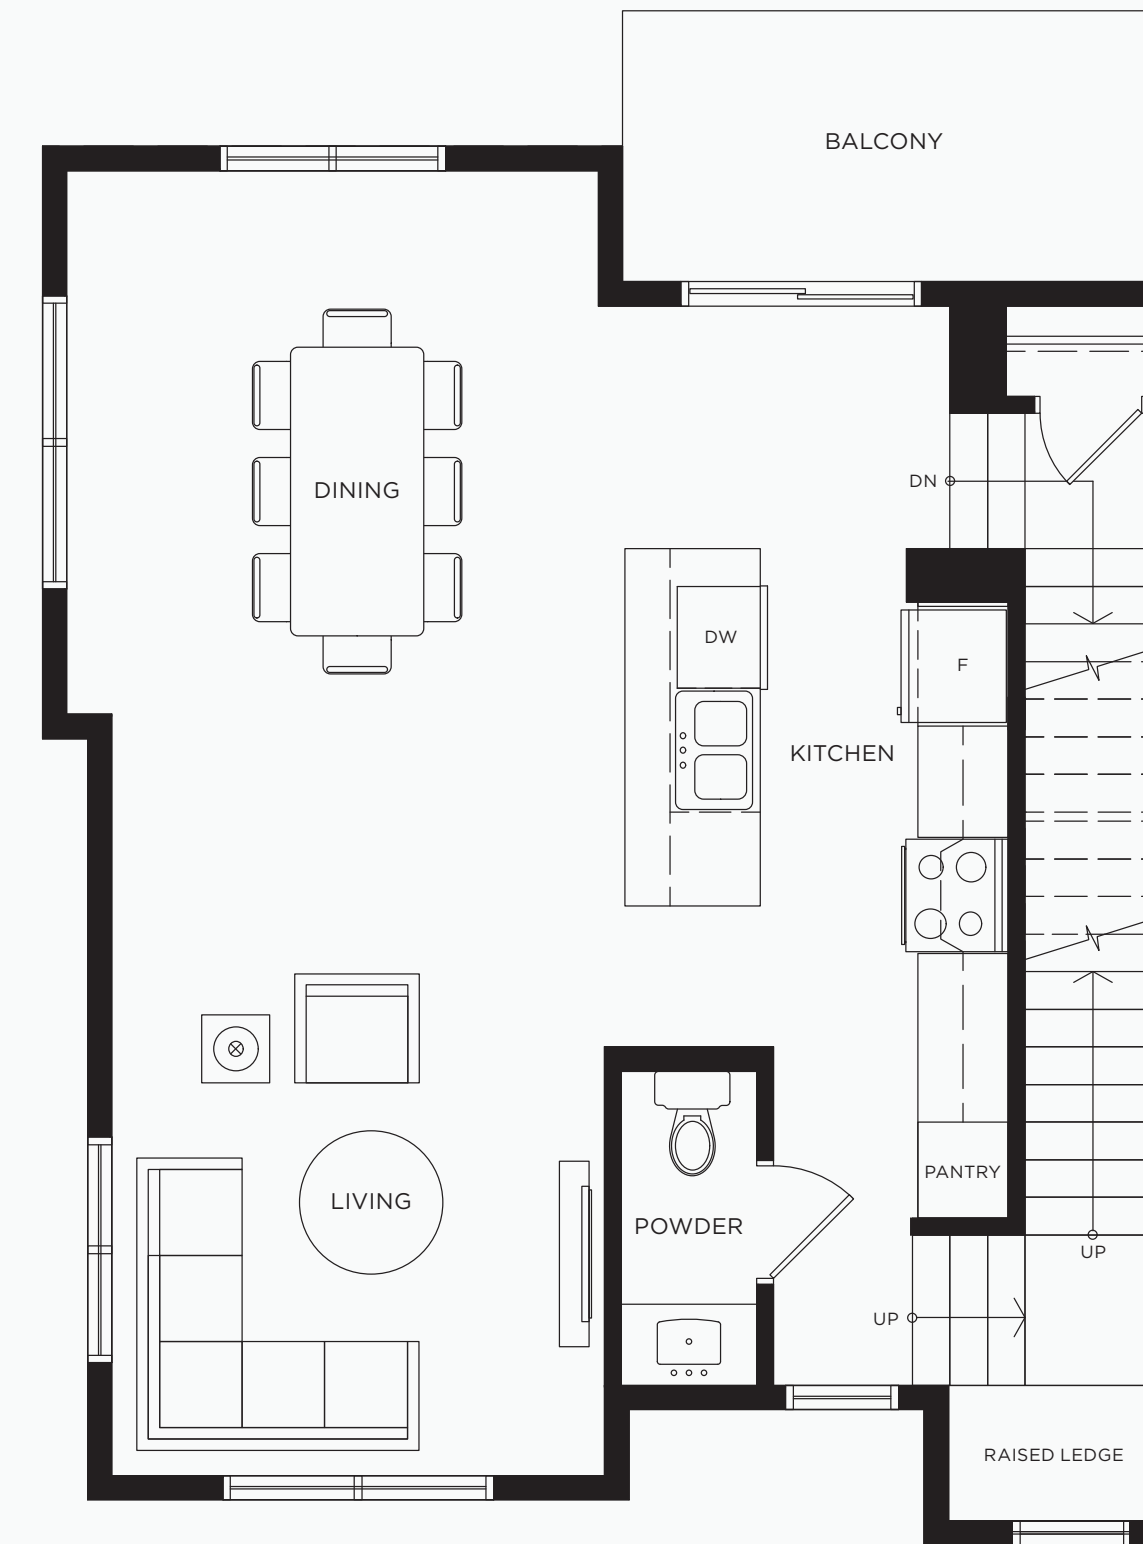 BALCONY
DN
DINING
DW
F
KITCHEN
PANTRY
LIVING
POWDER
UP
UP
RAISED LEDGE